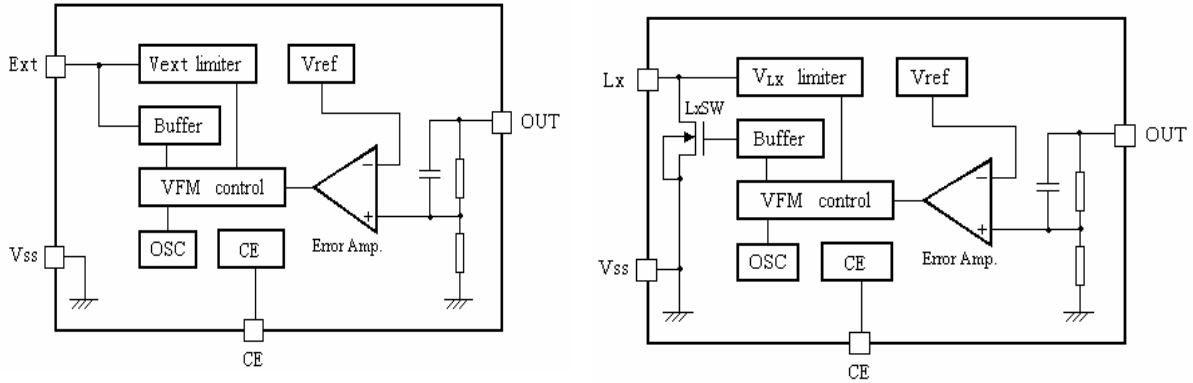 Ext
Vext limiter
Vref
Buffer
OUT
VFM control
−
+
Error Amp.
Vss
OSC
CE
CE
Lx
VLX limiter
Vref
LxSW
Buffer
OUT
VFM control
−
+
Error Amp.
Vss
OSC
CE
CE